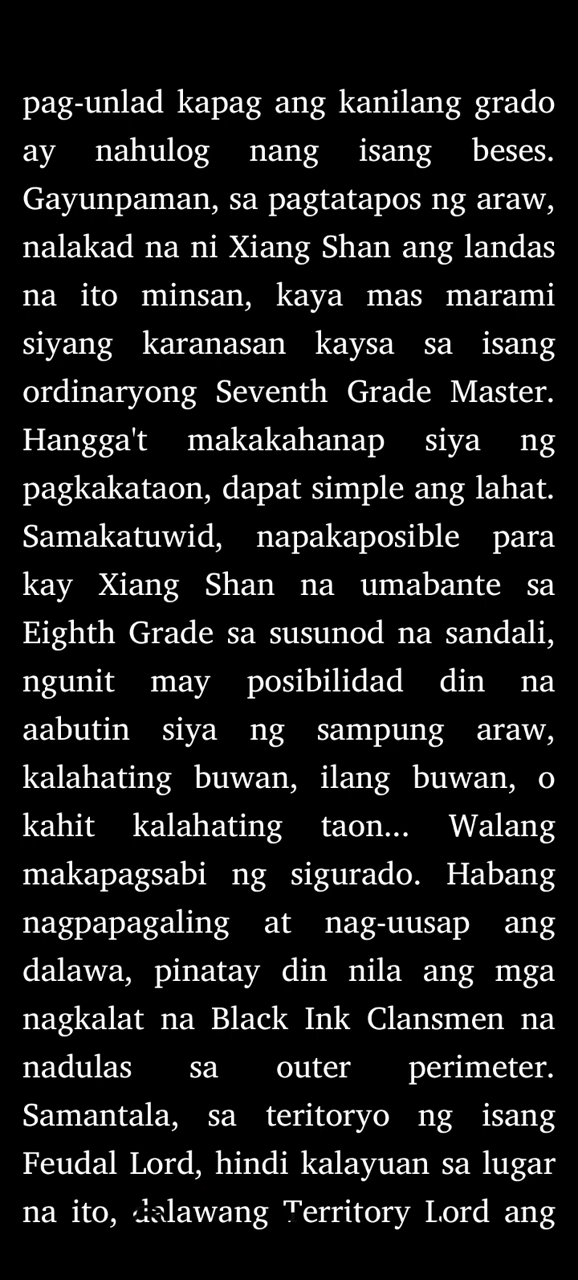 pag-unlad kapag ang kanilang grado
ay nahulog nang isang beses.
Gayunpaman, sa pagtatapos ng araw,
nalakad na ni Xiang Shan ang landas
na ito minsan, kaya mas marami
siyang karanasan kaysa sa isang
ordinaryong Seventh Grade Master.
Hangga't makakahanap siya ng
pagkakataon, dapat simple ang lahat.
Samakatuwid, napakaposible para
kay Xiang Shan na umabante sa
Eighth Grade sa susunod na sandali,
ngunit may posibilidad din na
aabutin siya ng sampung araw,
kalahating buwan, ilang buwan, o
kahit kalahating taon... Walang
makapagsabi ng sigurado. Habang
nagpapagaling at nag-uusap ang
dalawa, pinatay din nila ang mga
nagkalat na Black Ink Clansmen na
nadulas sa outer perimeter.
Samantala, sa teritoryo ng isang
Feudal Lord, hindi kalayuan sa lugar
na ito, dalawang Territory Lord ang